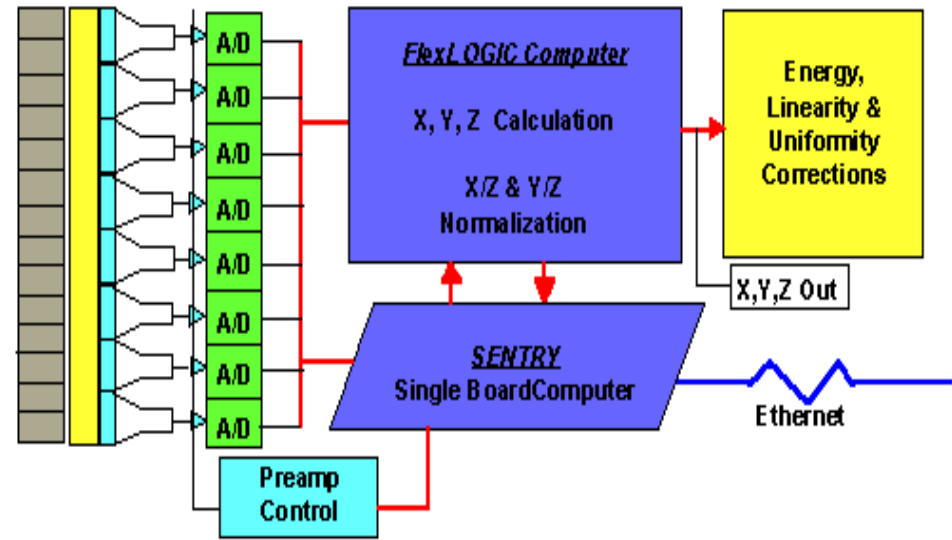 A/D
A/D
A/D
A/D
A/D
A/D
A/D
A/D
FlexLOGIC Computer
X, Y, Z Calculation
X/Z & Y/Z
Normalization
Energy,
Linearity &
Uniformity
Corrections
X,Y,Z Out
SENTRY
Single BoardComputer
Ethernet
Preamp
Control